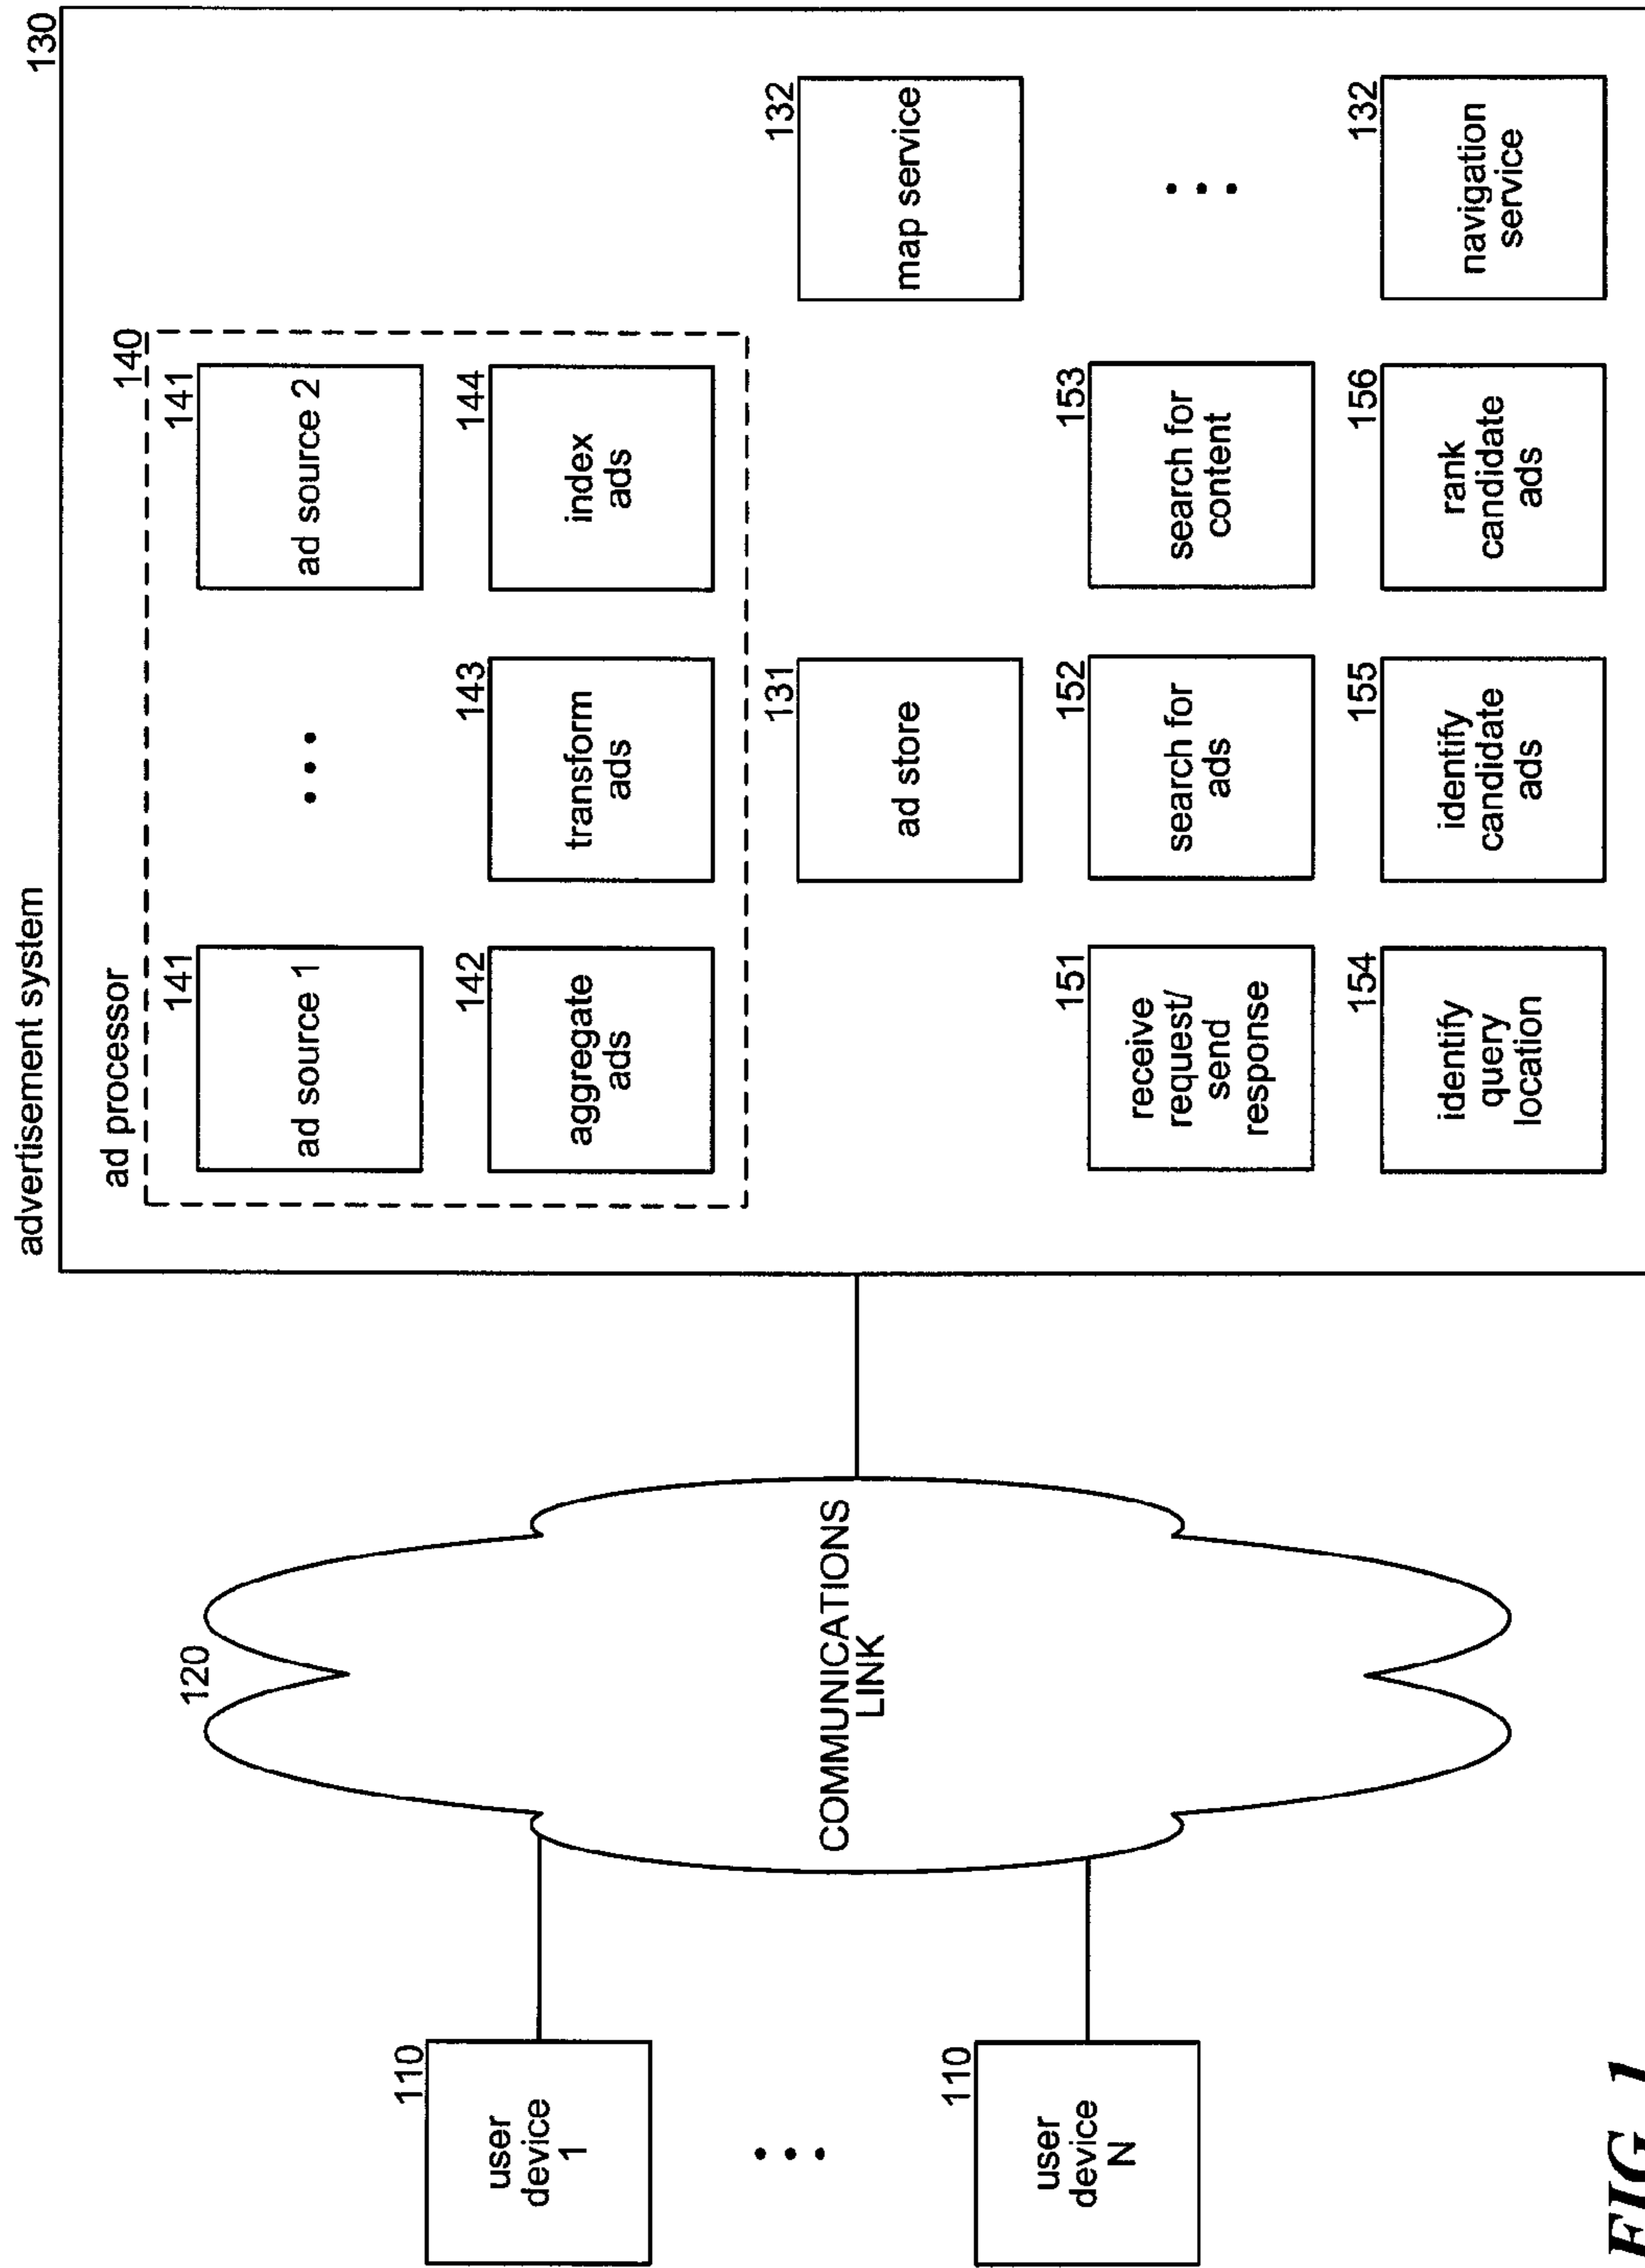 advertisement system
130
ad processor
140
141
ad source 1
141
ad source 2
142
aggregate
ads
143
transform
ads
144
index
ads
131
ad store
132
map service
151
receive
request/
send
response
152
search for
ads
153
search for
content
154
identify
query
location
155
identify
candidate
ads
156
rank
candidate
ads
132
navigation
service
120
COMMUNICATIONS
LINK
110
user
device
1
110
user
device
N
FIG. 1